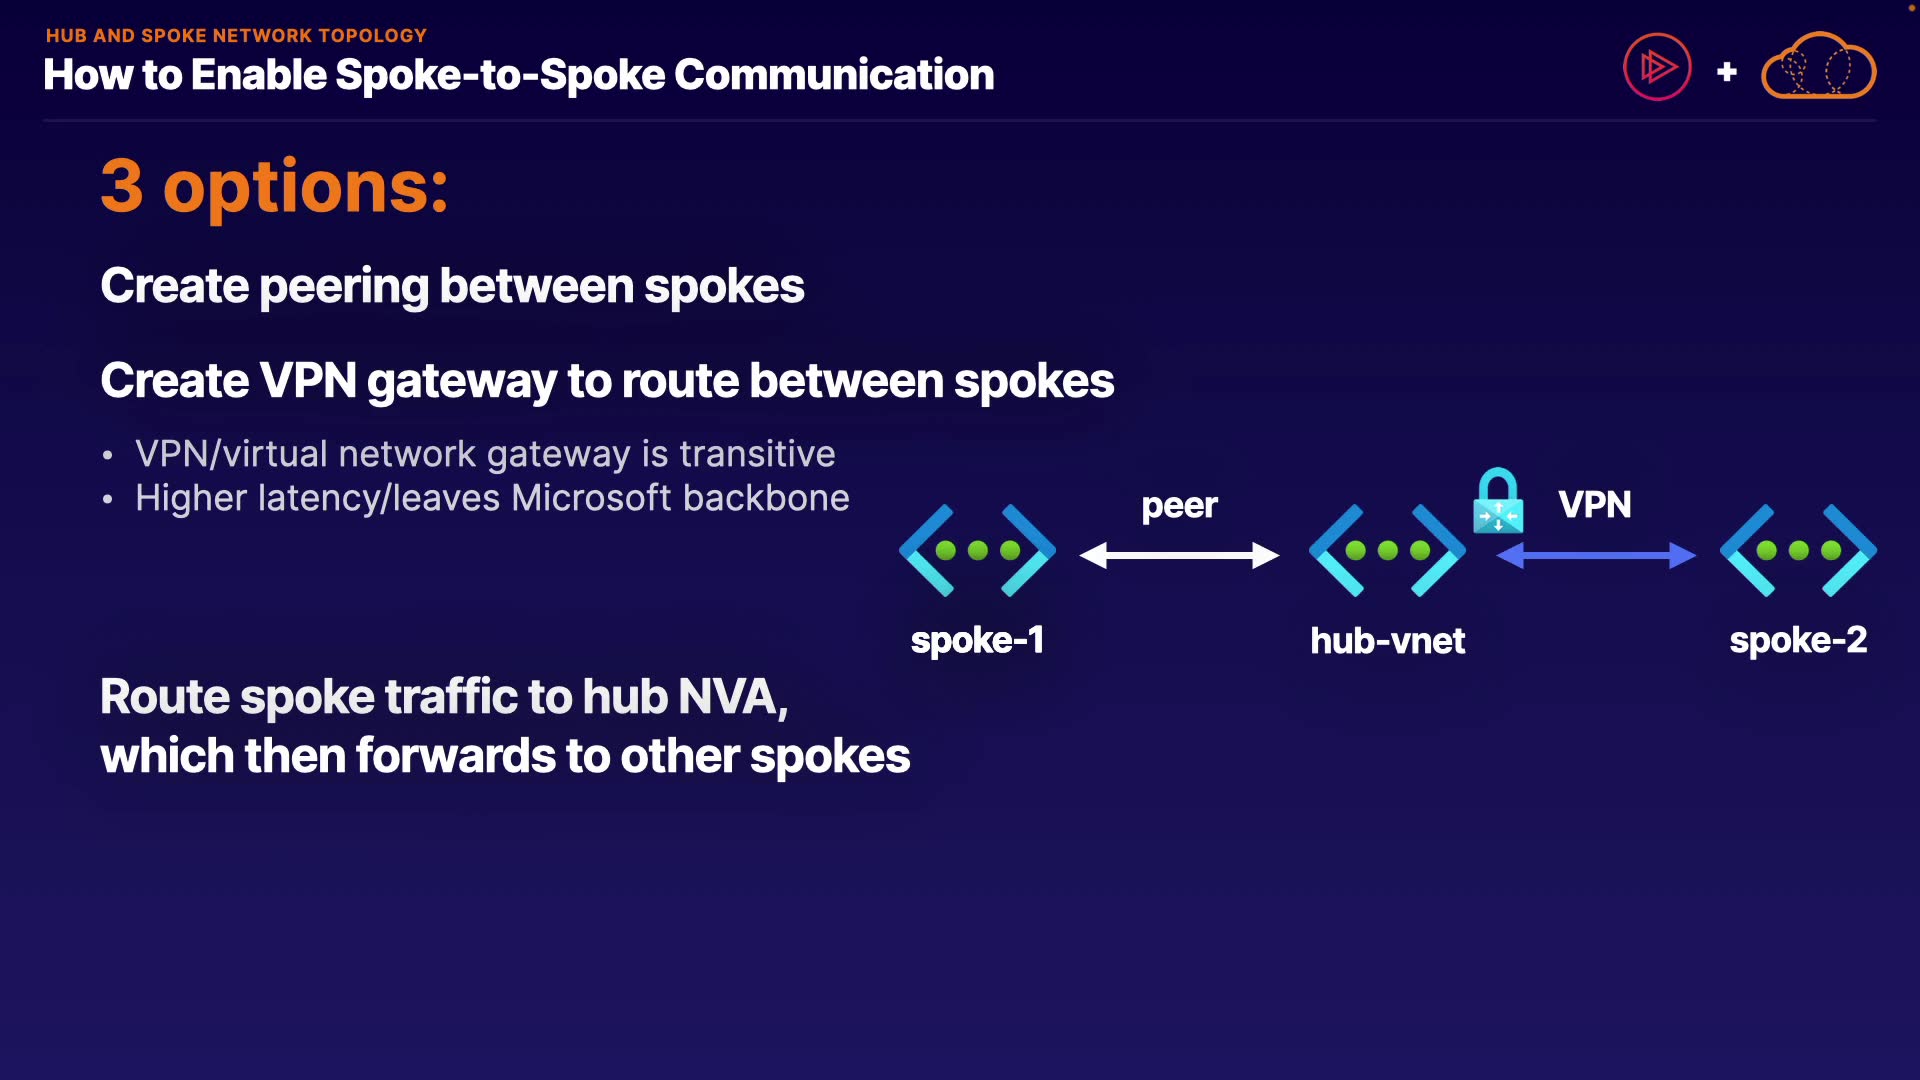 HUB AND SPOKE NETWORK TOPOLOGY
How to Enable Spoke-to-Spoke Communication
+
3 options:
Create peering between spokes
Create VPN gateway to route between spokes
• VPN/virtual network gateway is transitive
• Higher latency/leaves Microsoft backbone
peer
VPN
spoke-1
hub-vnet
spoke-2
Route spoke traffic to hub NVA,
which then forwards to other spokes